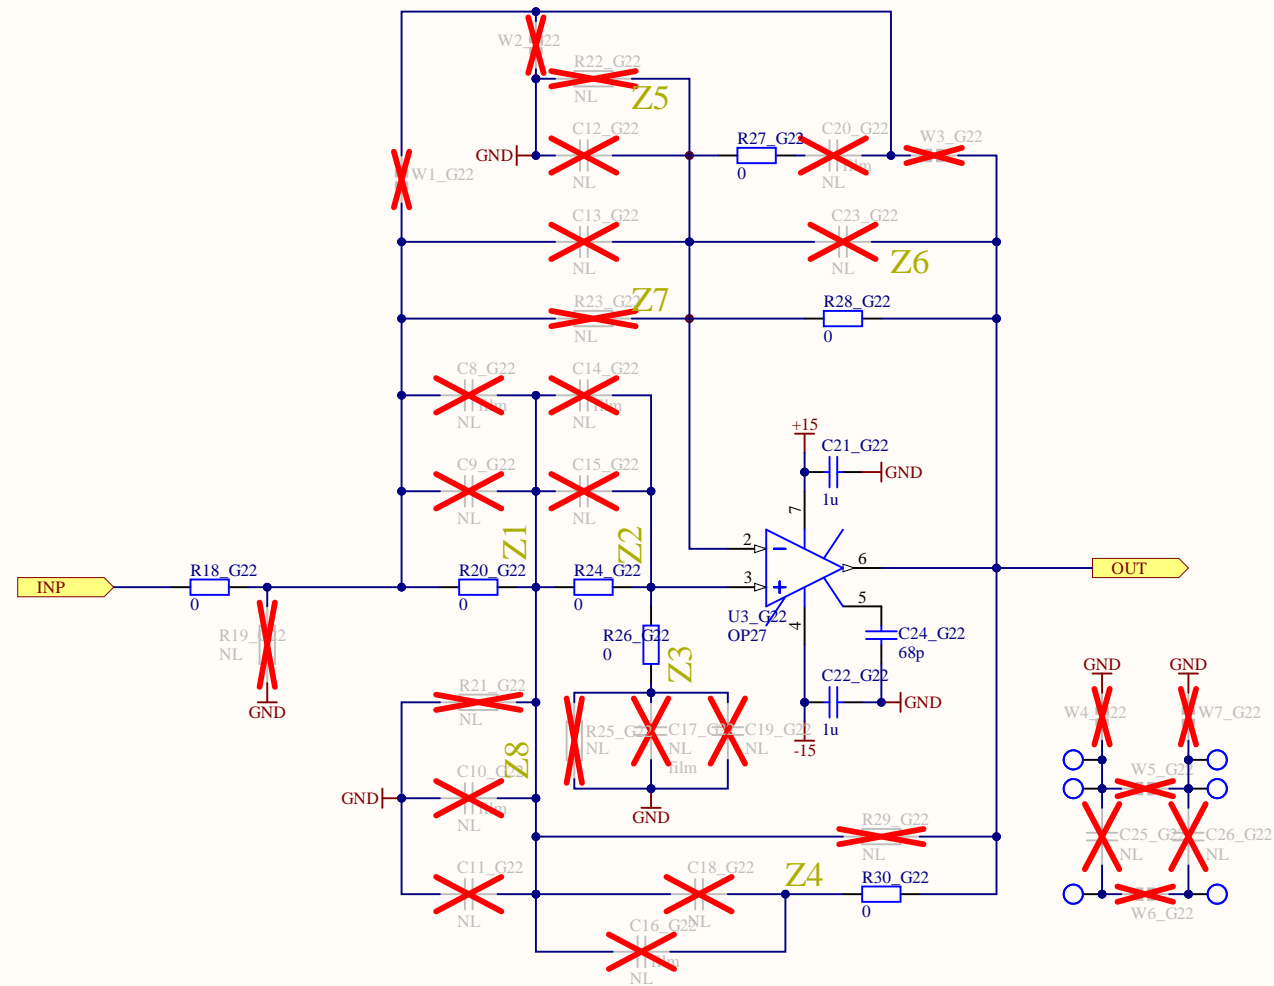 W2_G22
R22_G22
NL
Z5
C12_G22
NL
GND
R27_G22
0
C20_G22
film
NL
W3_G22
W1_G22
C13_G22
NL
C23_G22
NL
Z6
R23_G22
NL
Z7
R28_G22
0
C8_G22
film
NL
C14_G22
film
NL
+15
C21_G22
1u
GND
C9_G22
NL
C15_G22
NL
7
Z1
Z2
2
3
6
5
4
INP
R18_G22
0
R20_G22
0
R24_G22
0
OUT
U3_G22
OP27
R19_G22
NL
GND
R26_G22
0
Z3
C24_G22
68p
C22_G22
1u
GND
-15
R21_G22
NL
R25_G22
NL
C17_G22
NL
film
C19_G22
NL
GND
Z8
C10_G22
film
NL
GND
C11_G22
NL
R29_G22
NL
C18_G22
NL
Z4
R30_G22
0
C16_G22
film
NL
GND
GND
W4_G22
W7_G22
W5_G22
C25_G22
NL
C26_G22
NL
W6_G22